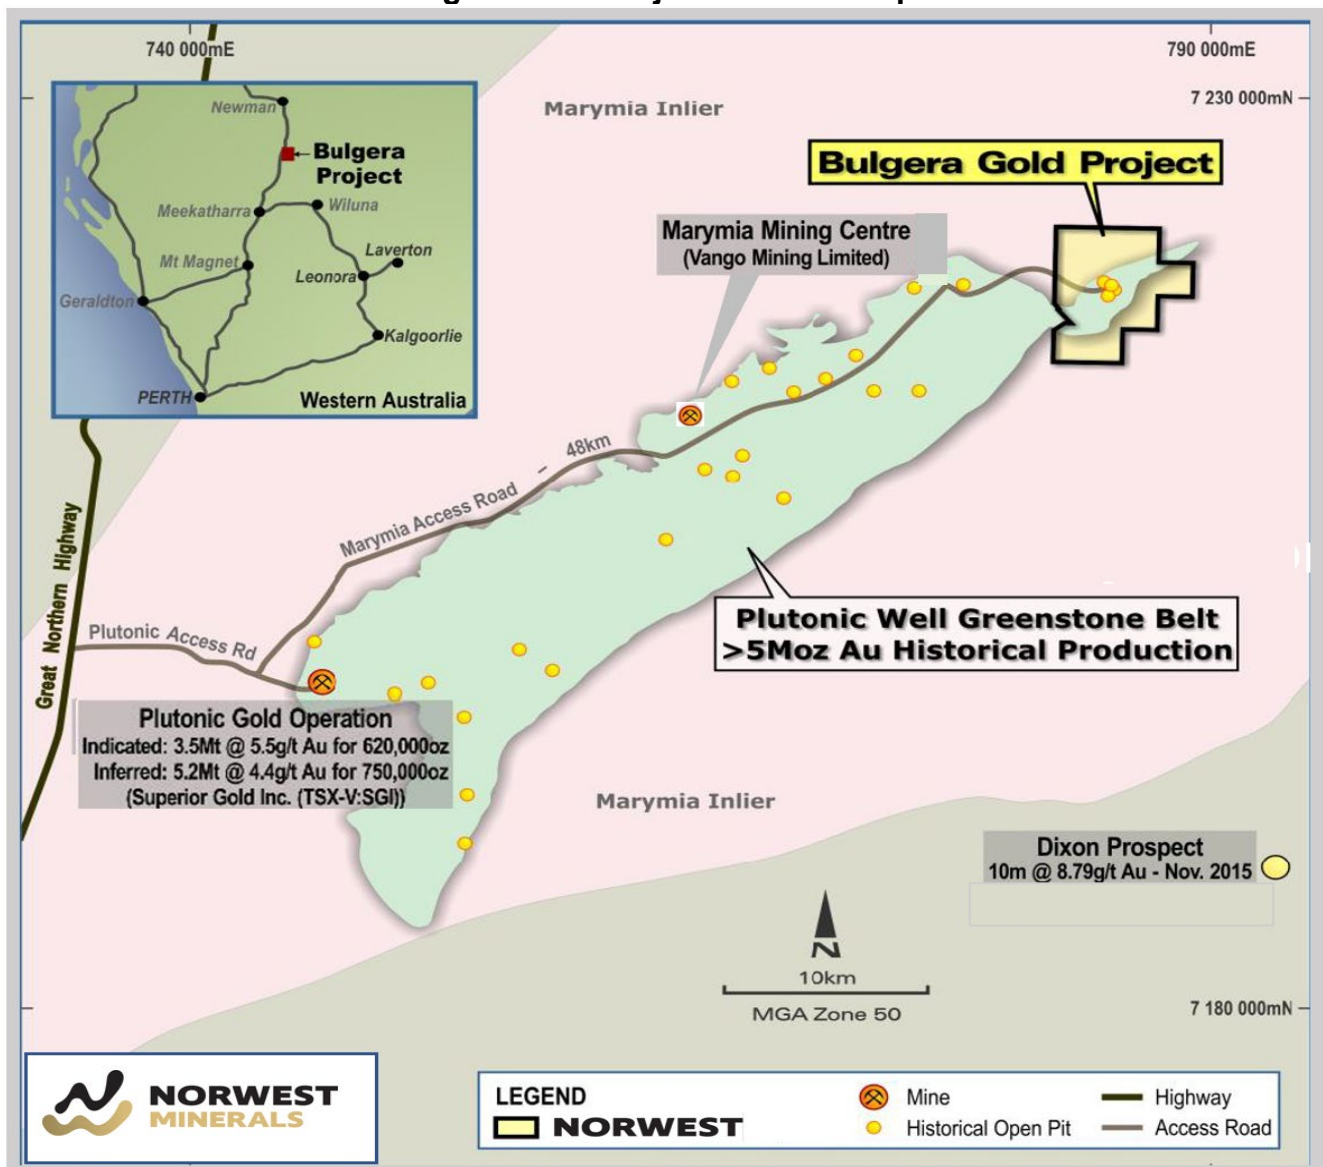 740 000mE
790 000mE
7 230 000mN
Marymia Inlier
Newman
Bulgera
Project
Meekatharra
Wiluna
Mt Magnet
Laverton
Leonora
Geraldton
Kalgoorlie
PERTH
Western Australia
Bulgera Gold Project
Marymia Mining Centre
(Vango Mining Limited)
Marymia Access Road – 48km
Great Northern Highway
Plutonic Access Rd
Plutonic Well Greenstone Belt
>5Moz Au Historical Production
Plutonic Gold Operation
Indicated: 3.5Mt @ 5.5g/t Au for 620,000oz
Inferred: 5.2Mt @ 4.4g/t Au for 750,000oz
(Superior Gold Inc. (TSX-V:SGI))
Marymia Inlier
Dixon Prospect
10m @ 8.79g/t Au - Nov. 2015
N
10km
MGA Zone 50
7 180 000mN
NORWEST
MINERALS
LEGEND
NORWEST
Mine
Historical Open Pit
Highway
Access Road